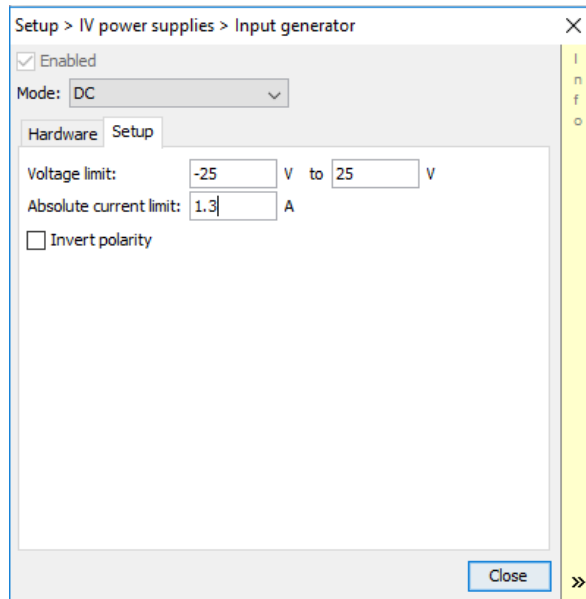 Setup > IV power supplies > Input generator
Enabled
Mode: DC
Hardware Setup
Voltage limit: -25 V to 25 V
Absolute current limit: 1.3 A
Invert polarity
Close
Info
»